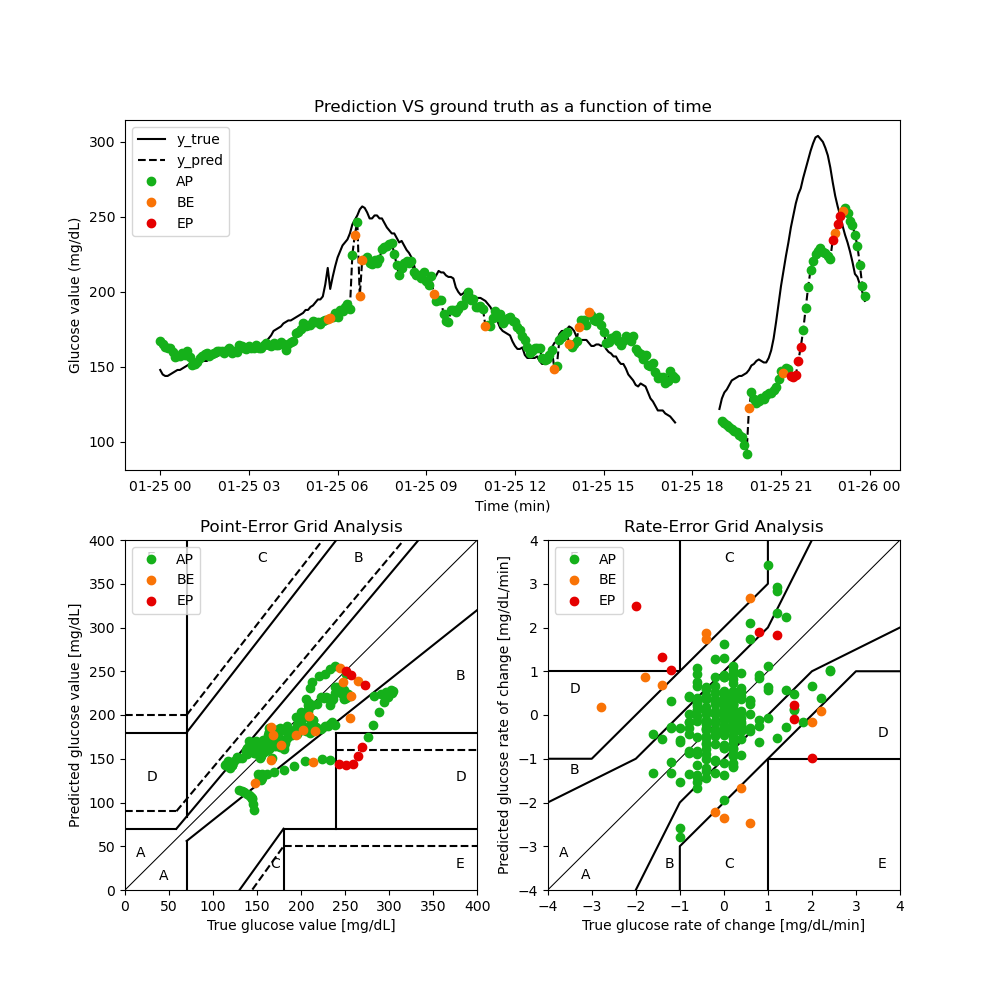 Prediction VS ground truth as a function of time
Glucose value (mg/dL)
300
250
200
150
100
y_true
y_pred
AP
BE
EP
01-25 00 01-25 03 01-25 06 01-25 09 01-25 12 01-25 15 01-25 18 01-25 21 01-26 00
Time (min)
Point-Error Grid Analysis
Predicted glucose value [mg/dL]
400
350
300
250
200
150
100
50
0
AP
BE
EP
C
B
B
D
D
A
A
C
E
0 50 100 150 200 250 300 350 400
True glucose value [mg/dL]
Rate-Error Grid Analysis
Predicted glucose rate of change [mg/dL/min]
4
3
2
1
0
−1
−2
−3
−4
AP
BE
EP
C
D
D
B
A
A
B
C
E
−4 −3 −2 −1 0 1 2 3 4
True glucose rate of change [mg/dL/min]